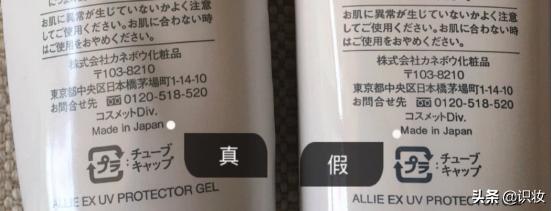 にっしょ
お肌に異常が生じていないかよく注意
してご使用ください。お肌に合わない時
はご使用をおやめください。
株式会社カネボウ化粧品
〒103-8210
東京都中央区日本橋茅場町1-14-10
お問合せ先 0120-518-520
コスメットDiv.
Made in Japan
プラ
チューブ
キャップ
ALLIE EX UV PROTECTOR GEL
真
お肌に異常が生じていないかよく注意
してご使用ください。お肌に合わない時
はご使用をおやめください。
株式会社カネボウ化粧品
〒103-8210
東京都中央区日本橋茅場町1-14-10
お問合せ先 0120-518-520
コスメットDiv.
Made in Japan
プラ
チューブ
キャップ
ALLIE EX UV PROTECTOR GEL
假
头条 @识妆